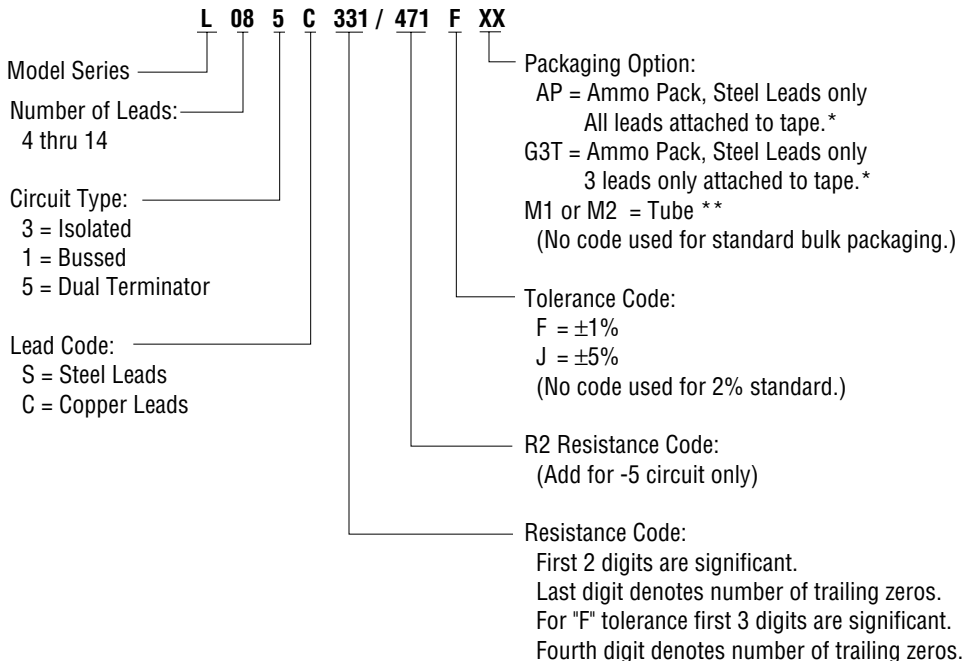 L 08 5 C 331 / 471 F XX
Model Series
Number of Leads:
4 thru 14
Circuit Type:
3 = Isolated
1 = Bussed
5 = Dual Terminator
Lead Code:
S = Steel Leads
C = Copper Leads
Packaging Option:
AP = Ammo Pack, Steel Leads only
All leads attached to tape.*
G3T = Ammo Pack, Steel Leads only
3 leads only attached to tape.*
M1 or M2 = Tube **
(No code used for standard bulk packaging.)
Tolerance Code:
F = ±1%
J = ±5%
(No code used for 2% standard.)
R2 Resistance Code:
(Add for -5 circuit only)
Resistance Code:
First 2 digits are significant.
Last digit denotes number of trailing zeros.
For "F" tolerance first 3 digits are significant.
Fourth digit denotes number of trailing zeros.